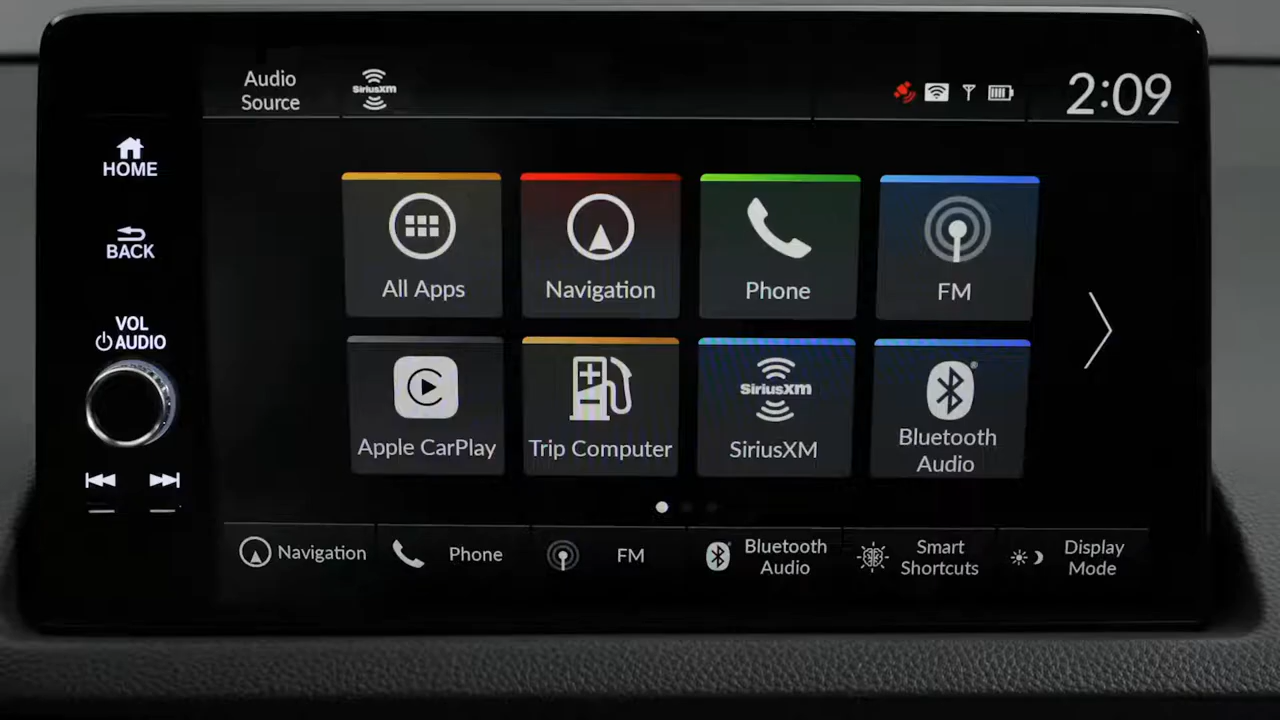 Audio
Source
SiriusXM
2:09
HOME
BACK
VOL
AUDIO
All Apps
Navigation
Phone
FM
Apple CarPlay
Trip Computer
SiriusXM
SiriusXM
Bluetooth
Audio
Navigation
Phone
FM
Bluetooth
Audio
Smart
Shortcuts
Display
Mode